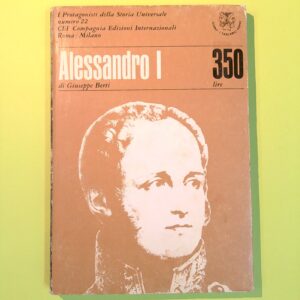 I Protagonisti della Storia Universale
numero 22
CEI Compagnia Edizioni Internazionali
Roma - Milano
Alessandro I
350
di Giuseppe Berti
lire